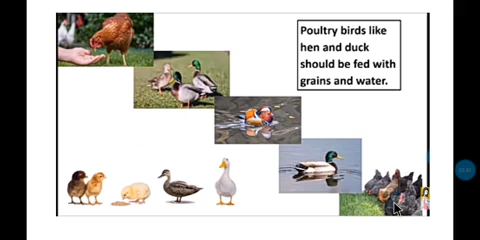 Poultry birds like
hen and duck
should be fed with
grains and water.